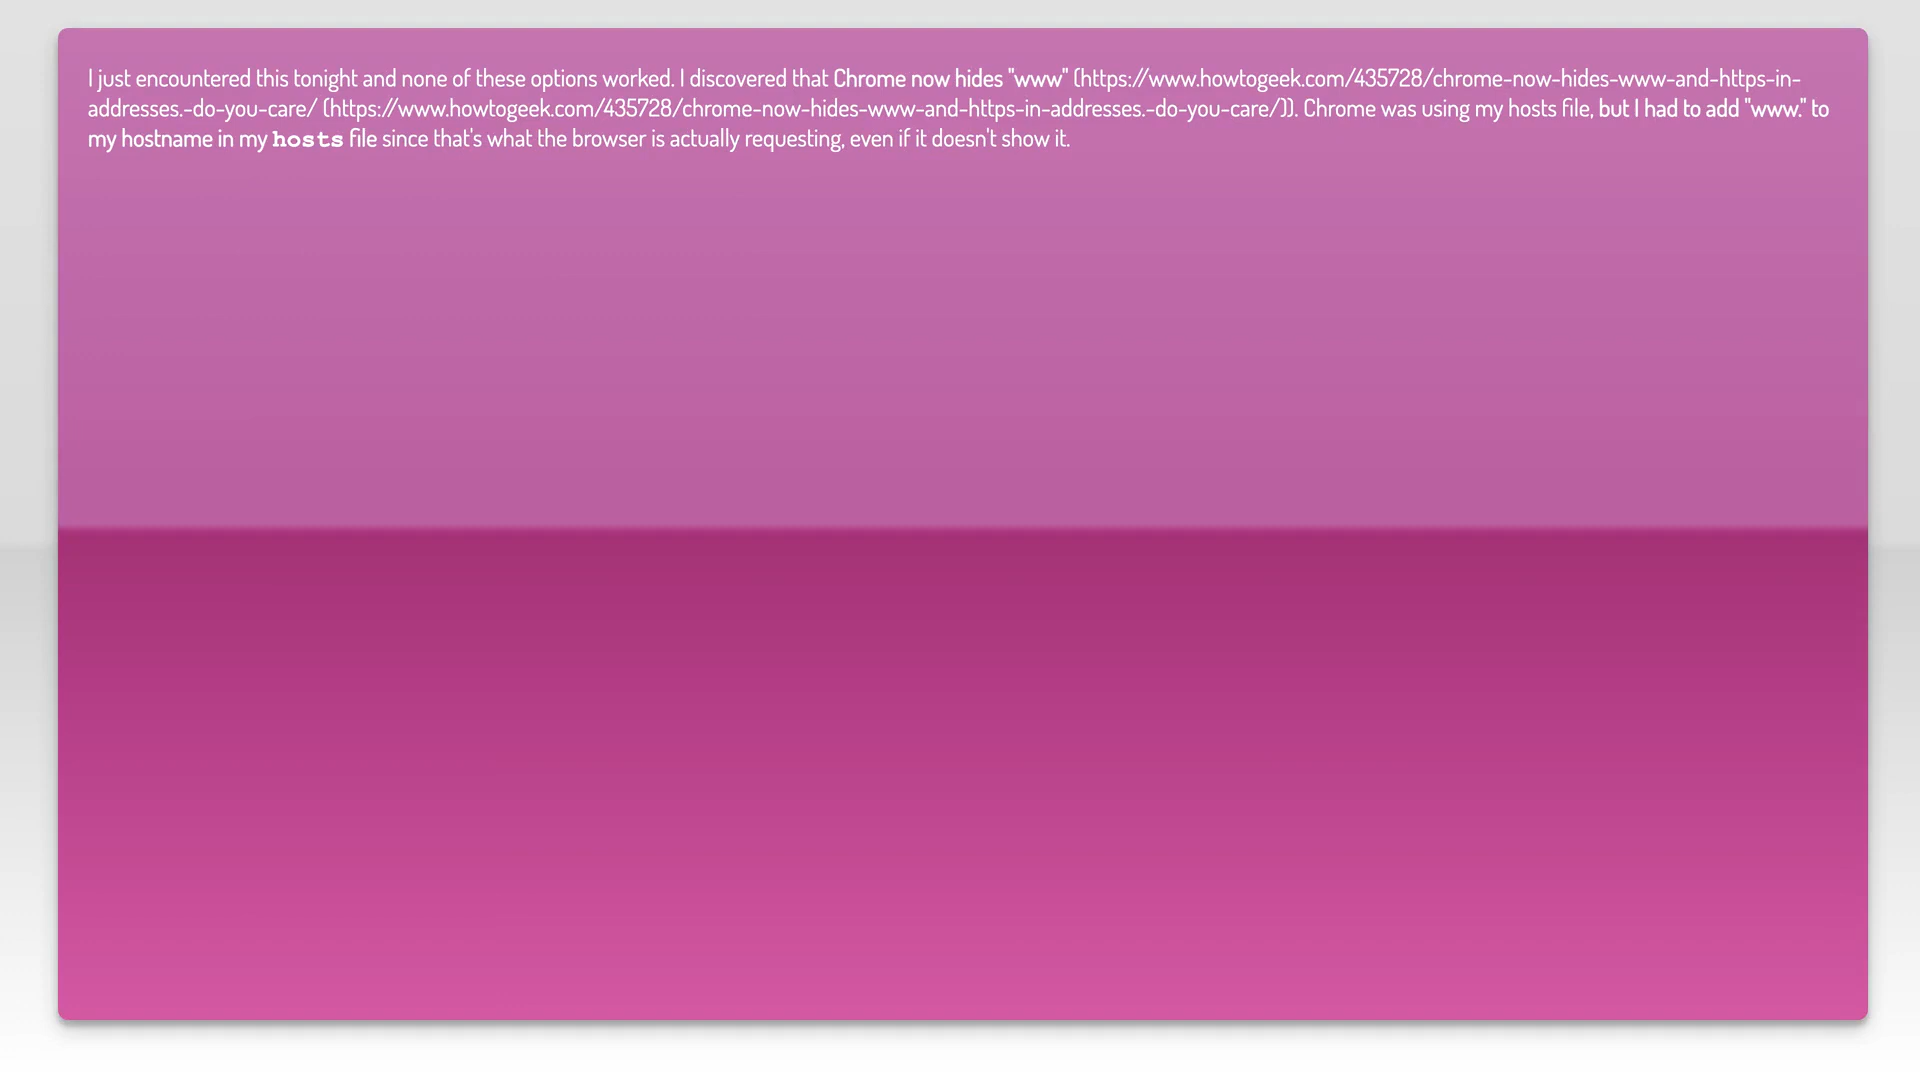 I just encountered this tonight and none of these options worked. I discovered that Chrome now hides "www" (https://www.howtogeek.com/435728/chrome-now-hides-www-and-https-in-
addresses.-do-you-care/ (https://www.howtogeek.com/435728/chrome-now-hides-www-and-https-in-addresses.-do-you-care/)). Chrome was using my hosts file, but I had to add "www." to
my hostname in my hosts file since that's what the browser is actually requesting, even if it doesn't show it.